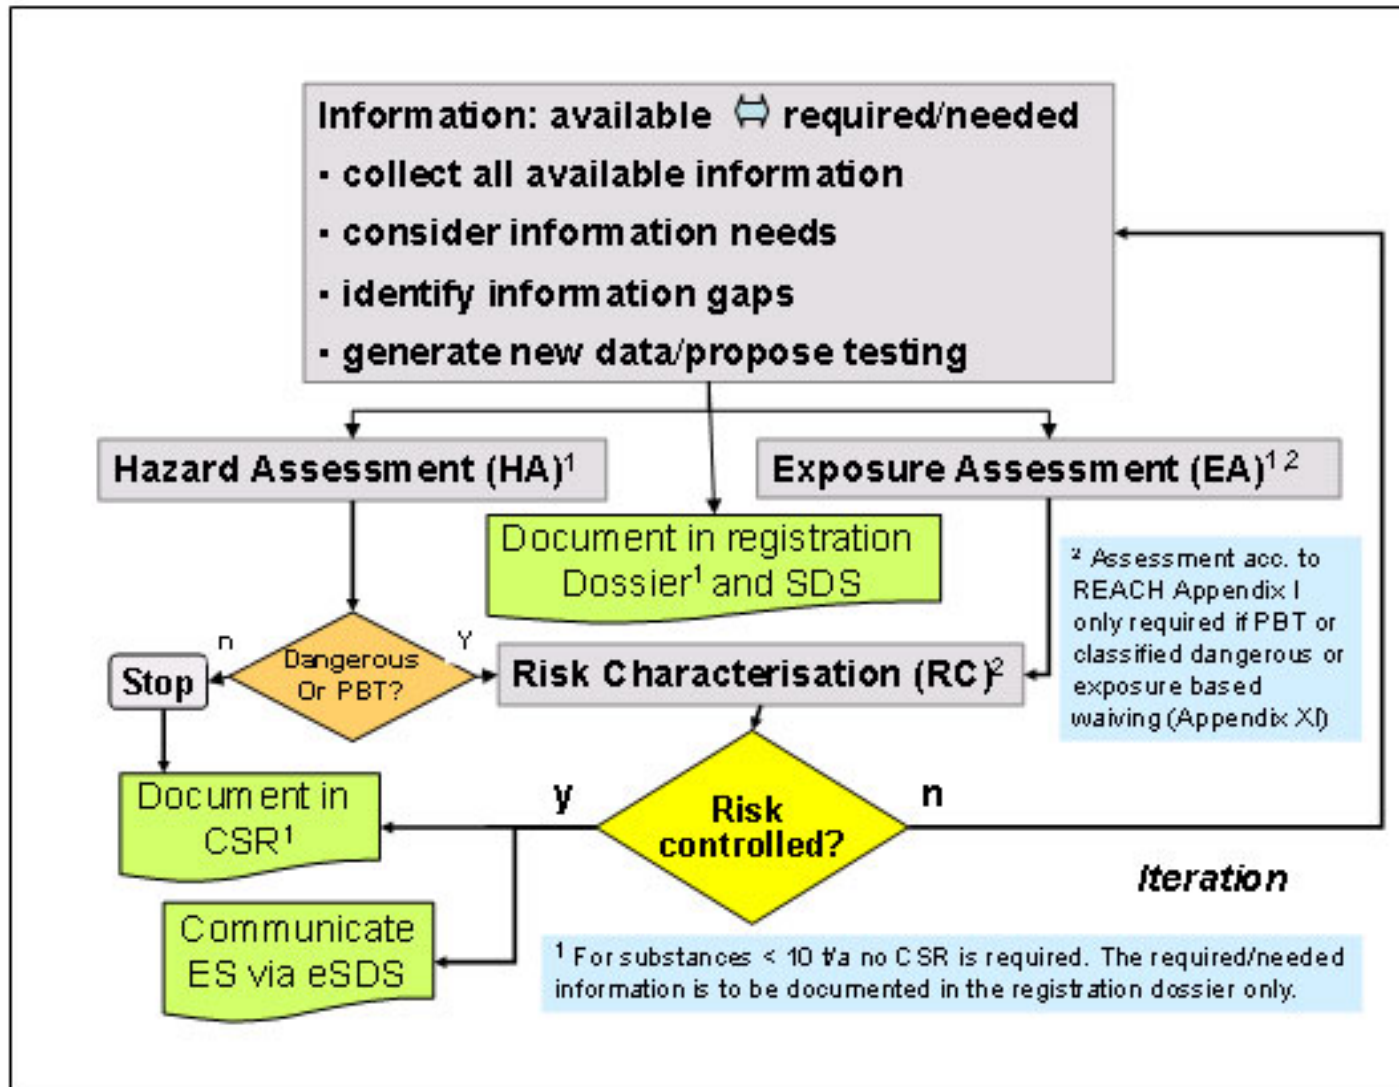 Information: available ⇔ required/needed
▪ collect all available information
▪ consider information needs
▪ identify information gaps
▪ generate new data/propose testing
Hazard Assessment (HA)¹
Exposure Assessment (EA)¹ ²
Document in registration
Dossier¹ and SDS
² Assessment acc. to
REACH Appendix I
only required if PBT or
classified dangerous or
exposure based
waiving (Appendix XI)
n
Y
Dangerous
Or PBT?
Stop
Risk Characterisation (RC)²
Document in
CSR¹
y
n
Risk
controlled?
Iteration
Communicate
ES via eSDS
¹ For substances < 10 t/a no CSR is required. The required/needed
information is to be documented in the registration dossier only.